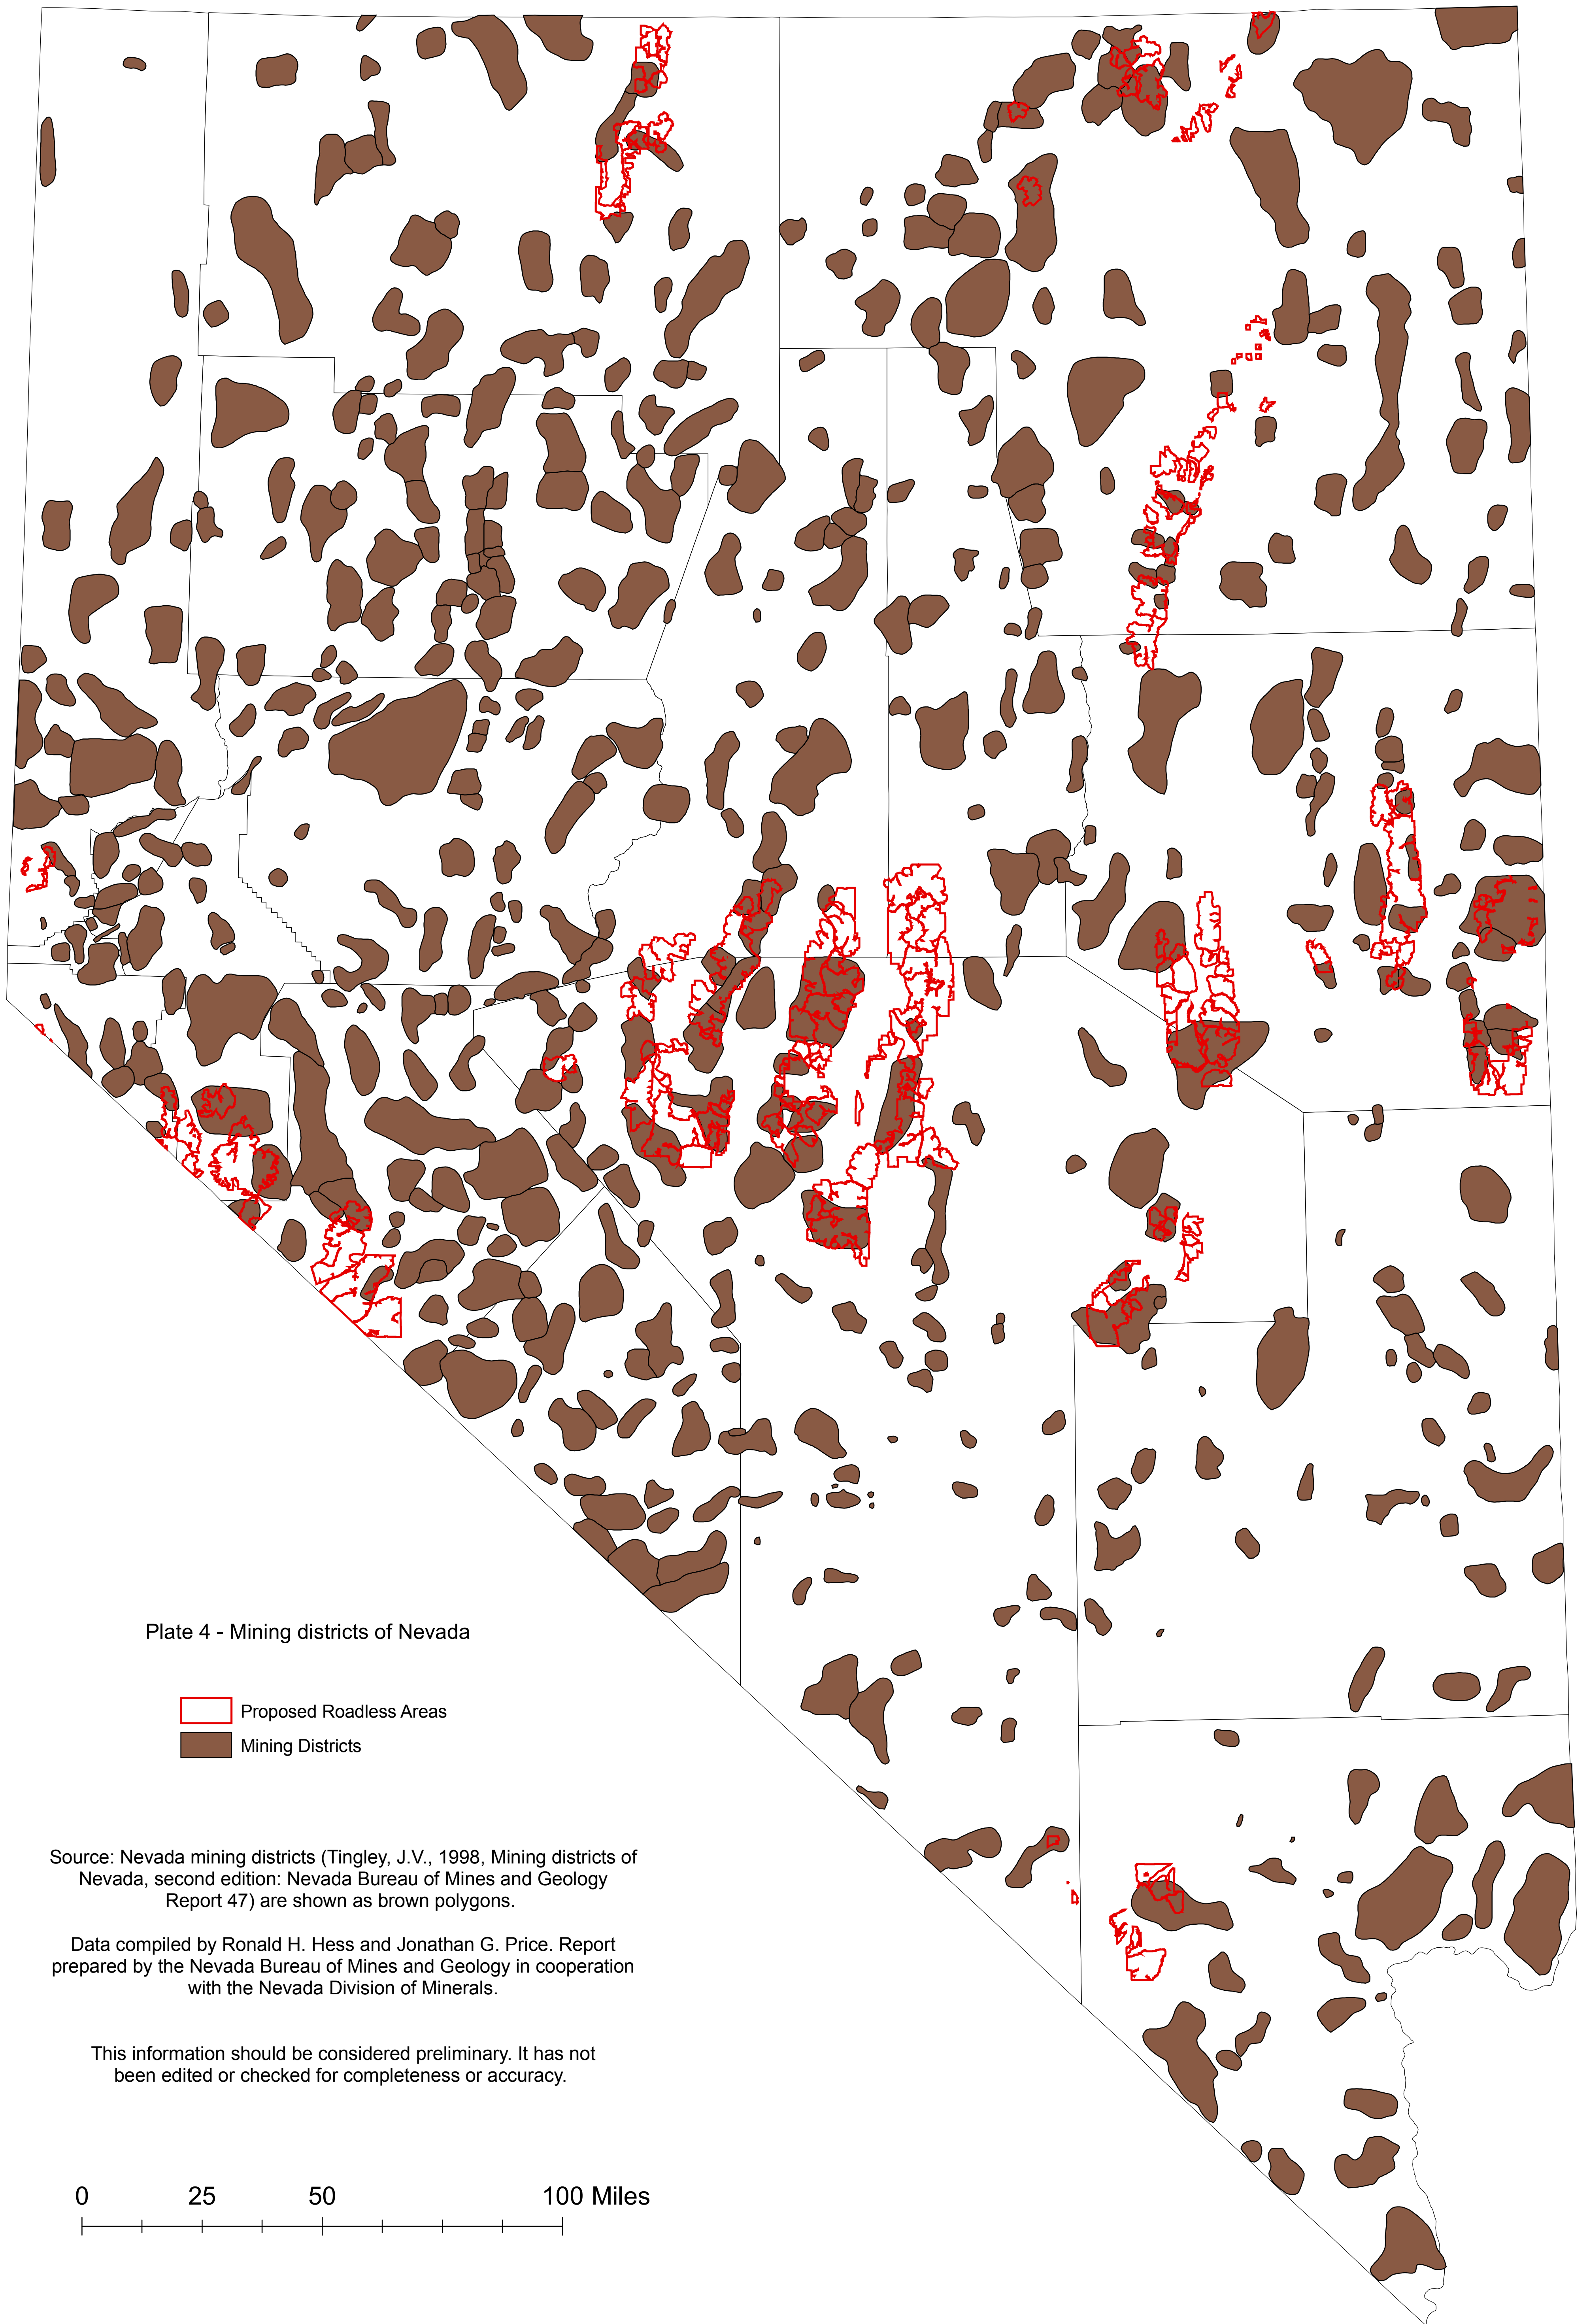 Plate 4 - Mining districts of Nevada
Proposed Roadless Areas
Mining Districts
Source: Nevada mining districts (Tingley, J.V., 1998, Mining districts of
Nevada, second edition: Nevada Bureau of Mines and Geology
Report 47) are shown as brown polygons.
Data compiled by Ronald H. Hess and Jonathan G. Price. Report
prepared by the Nevada Bureau of Mines and Geology in cooperation
with the Nevada Division of Minerals.
This information should be considered preliminary. It has not
been edited or checked for completeness or accuracy.
0 25 50 100 Miles